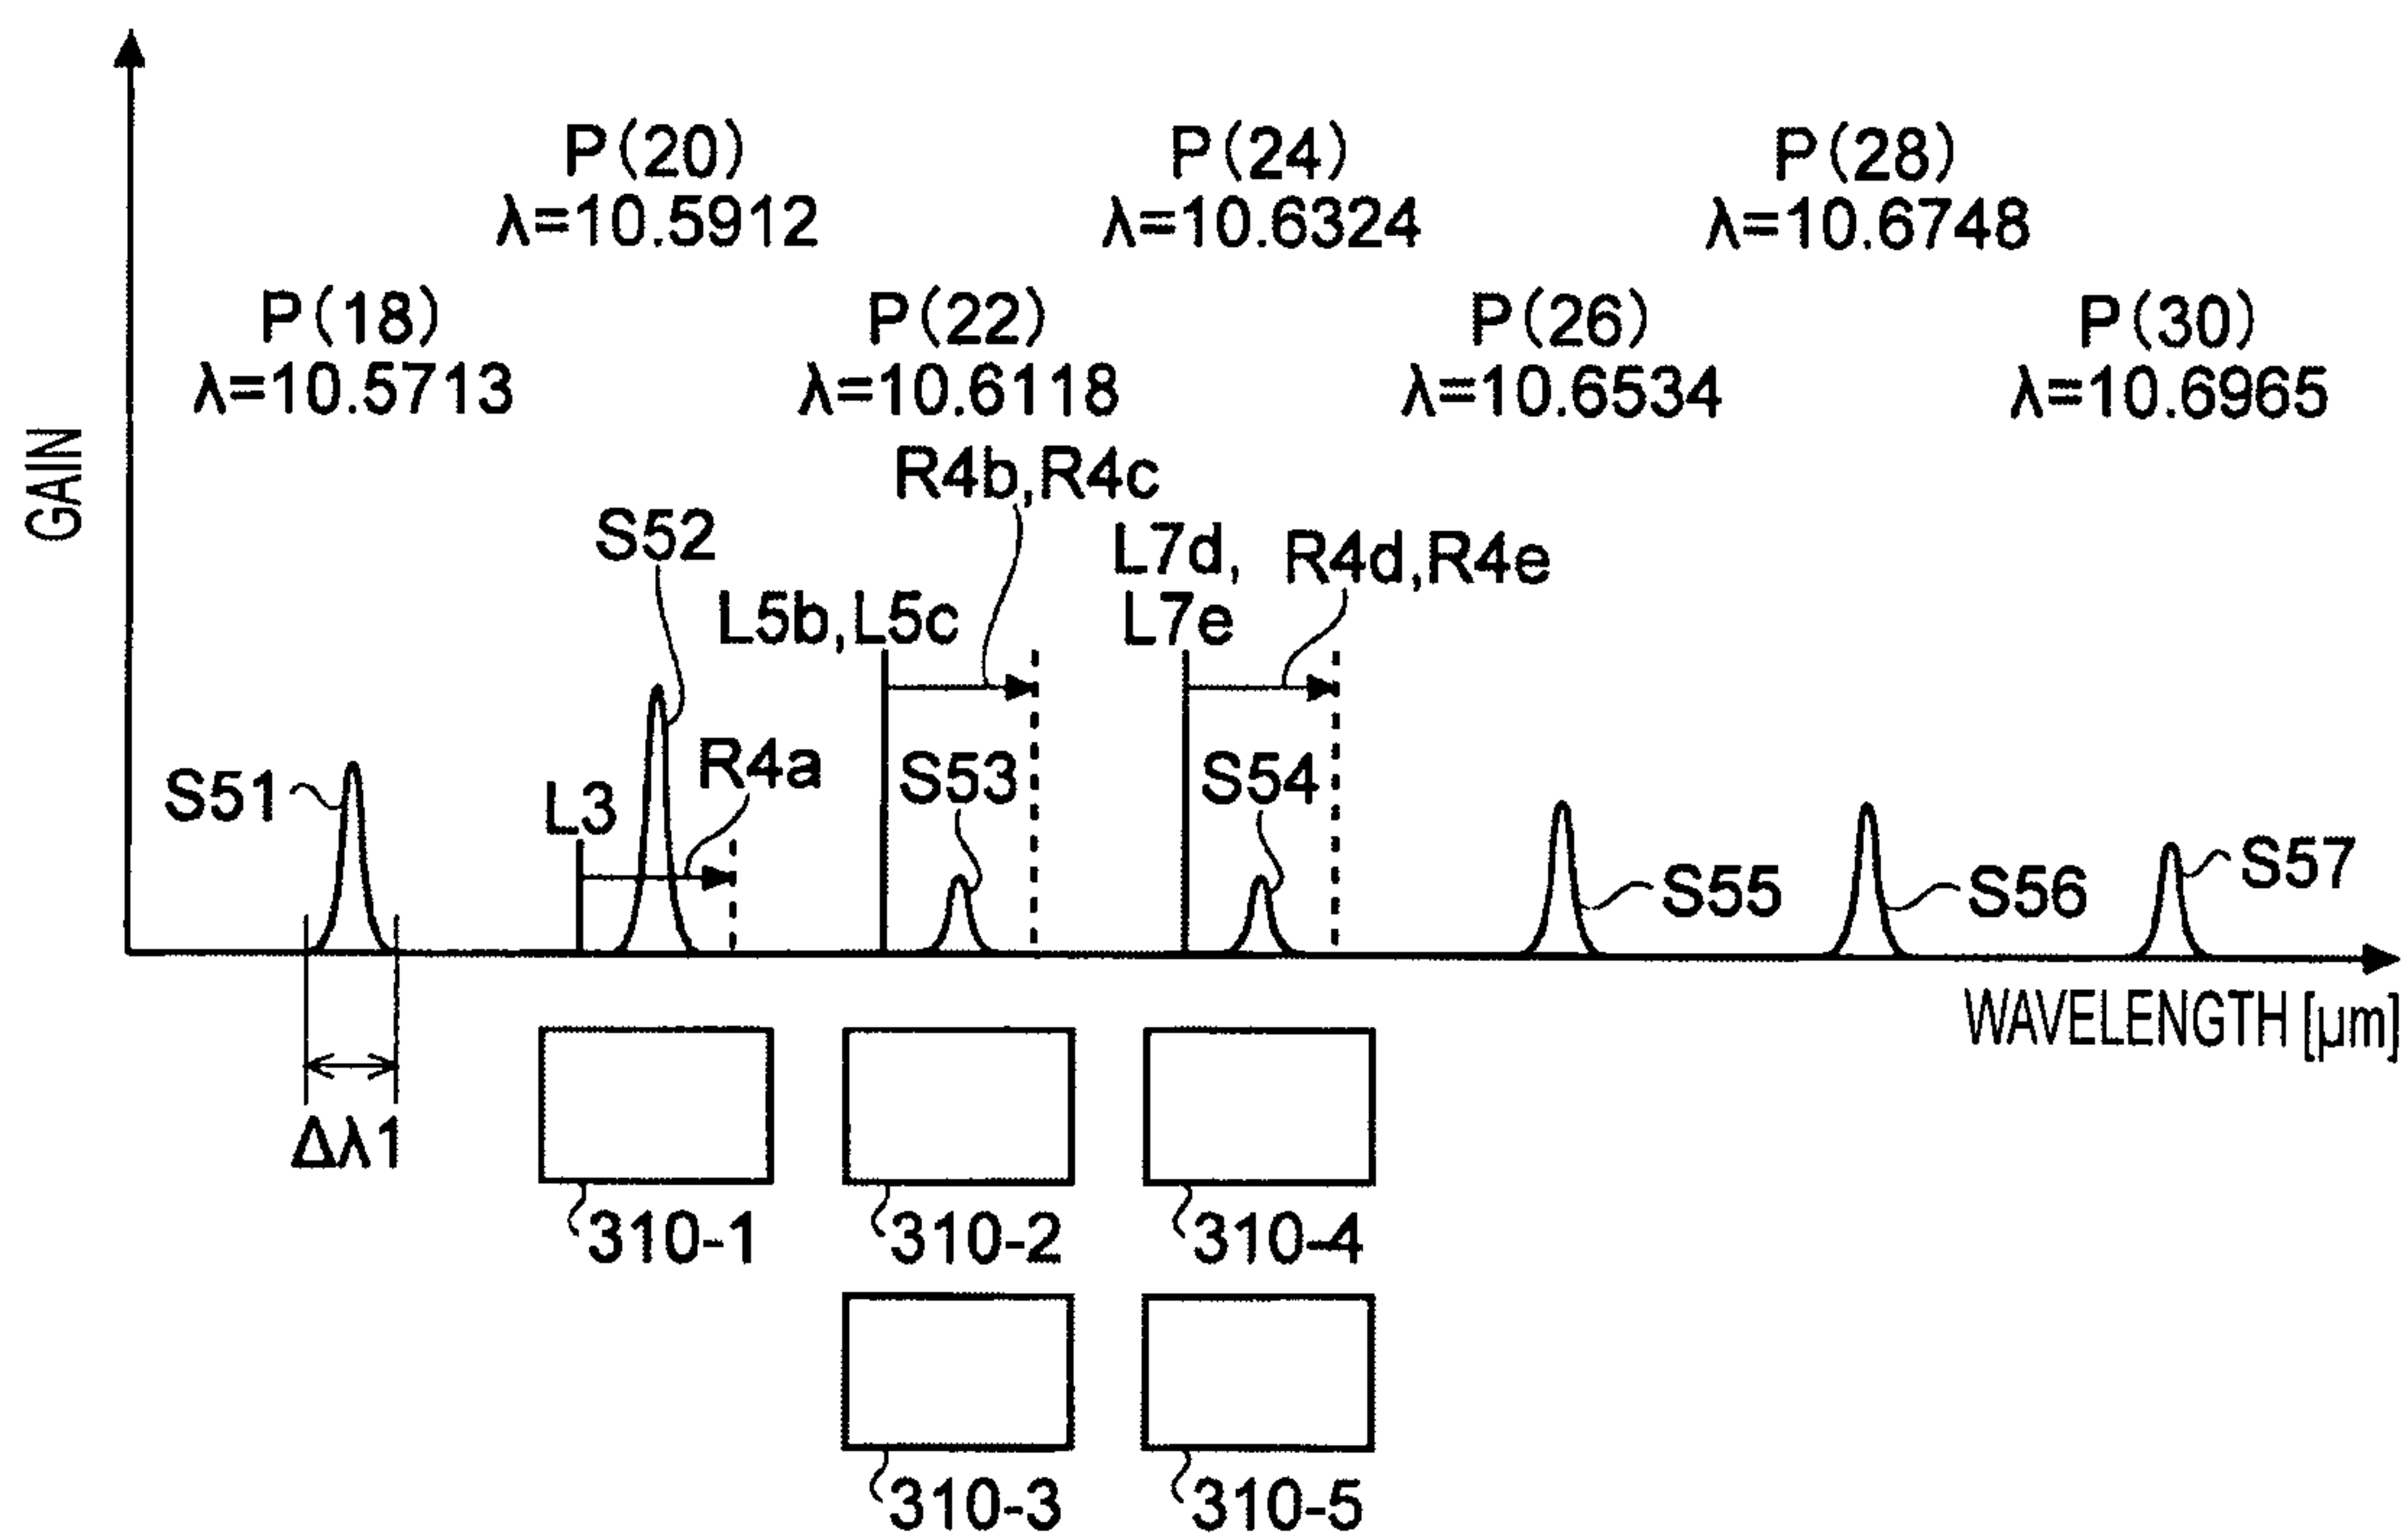 P(20)
λ=10.5912
P(24)
λ=10.6324
P(28)
λ=10.6748
P(18)
λ=10.5713
P(22)
λ=10.6118
P(26)
λ=10.6534
P(30)
λ=10.6965
GAIN
R4b,R4c
S52
L7d,
L7e
R4d,R4e
L5b,L5c
S51
L3
R4a
S53
S54
S55
S56
S57
WAVELENGTH [μm]
Δλ1
310-1
310-2
310-4
310-3
310-5